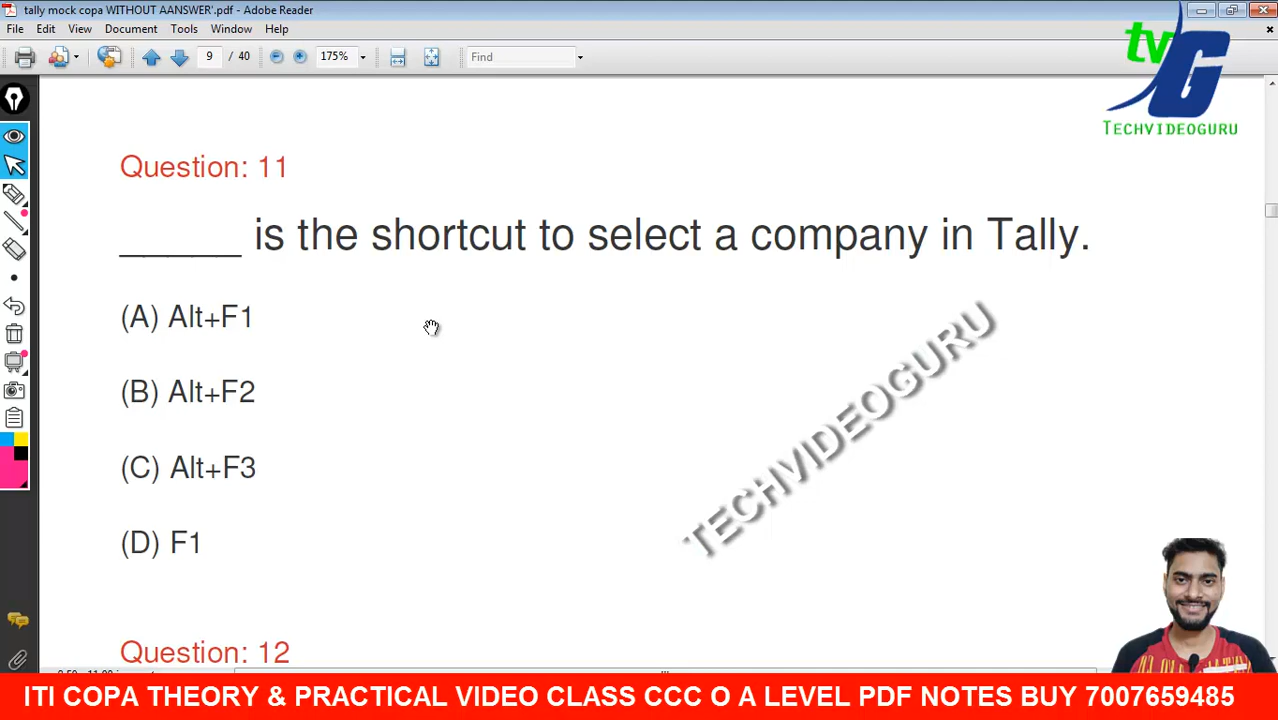 tally mock copa WITHOUT AANSWER'.pdf - Adobe Reader
File Edit View Document Tools Window Help
9 / 40 175% Find
tv G
TECHVIDEOGURU
Question: 11
_____ is the shortcut to select a company in Tally.
(A) Alt+F1
(B) Alt+F2
(C) Alt+F3
(D) F1
TECHVIDEOGURU
Question: 12
ITI COPA THEORY & PRACTICAL VIDEO CLASS CCC O A LEVEL PDF NOTES BUY 7007659485